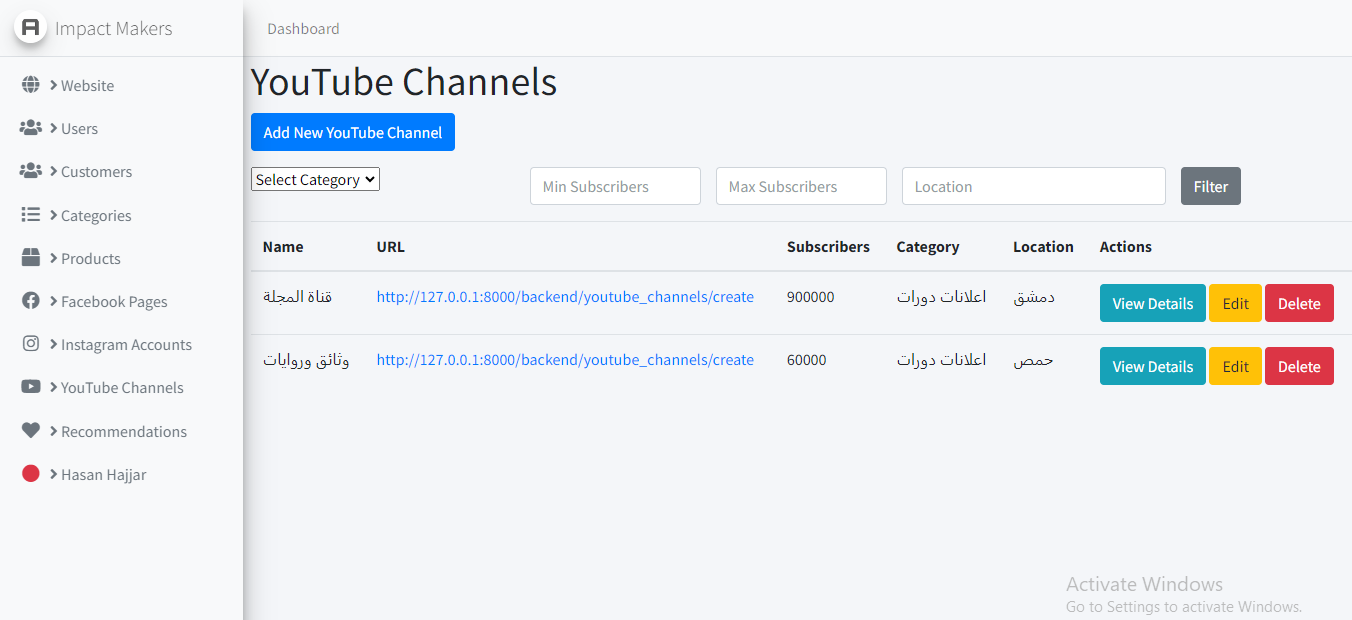 Impact Makers
Dashboard
Website
Users
Customers
Categories
Products
Facebook Pages
Instagram Accounts
YouTube Channels
Recommendations
Hasan Hajjar
YouTube Channels
Add New YouTube Channel
Select Category Min Subscribers Max Subscribers Location Filter
Name URL Subscribers Category Location Actions
قناة المجلة http://127.0.0.1:8000/backend/youtube_channels/create 900000 اعلانات دورات دمشق View Details Edit Delete
وثائق وروايات http://127.0.0.1:8000/backend/youtube_channels/create 60000 اعلانات دورات حمص View Details Edit Delete
Activate Windows
Go to Settings to activate Windows.